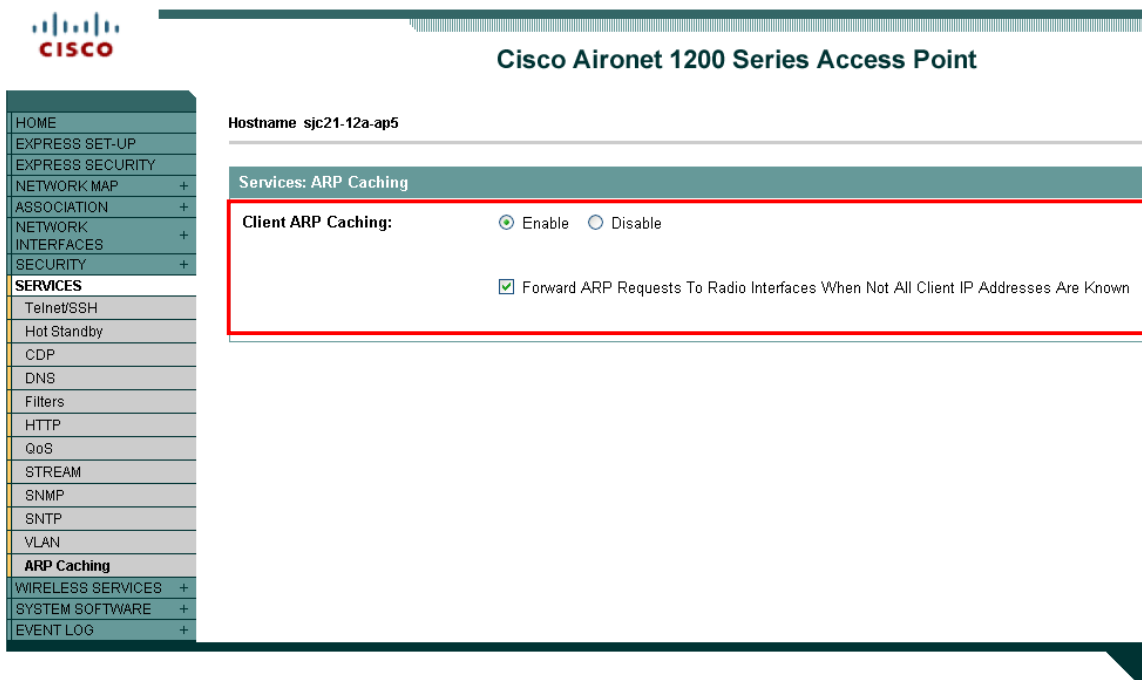 CISCO
Cisco Aironet 1200 Series Access Point
HOME
EXPRESS SET-UP
EXPRESS SECURITY
NETWORK MAP +
ASSOCIATION +
NETWORK
INTERFACES +
SECURITY +
SERVICES
Telnet/SSH
Hot Standby
CDP
DNS
Filters
HTTP
QoS
STREAM
SNMP
SNTP
VLAN
ARP Caching
WIRELESS SERVICES +
SYSTEM SOFTWARE +
EVENT LOG +
Hostname sjc21-12a-ap5
Services: ARP Caching
Client ARP Caching: Enable Disable
Forward ARP Requests To Radio Interfaces When Not All Client IP Addresses Are Known